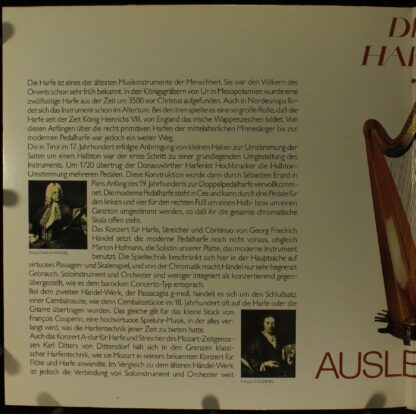 Die Harfe ist eines der ältesten Musikinstrumente der Menschheit. Sie war den Völkern des
Orients schon sehr früh bekannt. In den Königsgräbern von Ur in Mesopotamien wurde eine
zwölfsaitige Harfe aus der Zeit um 3500 vor Christus aufgefunden. Auch in Nordeuropa fin-
det sich das Instrument schon im Altertum. Bei den Iren spielte es eine so große Rolle, daß die
Harfe seit der Zeit König Heinrichs VIII. von England das irische Wappenzeichen bildet. Von
diesen Anfängen über die recht primitiven Harfen der mittelalterlichen Minnesänger bis zur
modernen Pedalharfe war jedoch ein weiter Weg.
Die in Tirol im 17. Jahrhundert erfolgte Anbringung von kleinen Haken zur Umstimmung der
Saiten um einen Halbton war der erste Schritt zu einer grundlegenden Umgestaltung des
Instruments. Um 1720 übertrug der Donauwörther Harfenist Hochbrucker die Halbton-
Umstimmung mehreren Pedalen. Diese Konstruktion wurde dann durch Sébastien Erard in
Paris Anfang des 19. Jahrhunderts zur Doppelpedalharfe vervollkomm-
net. Die moderne Pedalharfe steht in Ces und kann durch drei Pedale für
den linken und vier für den rechten Fuß um einen Halb- bzw. um einen
Ganzton umgestimmt werden, so daß ihr die gesamte chromatische
Skala offen steht.
Das Konzert für Harfe, Streicher und Continuo von Georg Friedrich
Händel setzt die moderne Pedalharfe noch nicht voraus, obgleich
Marion Hofmann, die Solistin unserer Platte, das moderne Instrument
benutzt. Die Spieltechnik beschränkt sich hier in der Hauptsache auf
virtuoses Passagen- und Skalenspiel, und von der Chromatik macht Händel nur sehr begrenzt
Gebrauch. Soloinstrument und Orchester sind weniger integriert als konzertierend gegen-
übergestellt, wie es dem barocken Concerto-Typ entsprach.
Bei dem zweiten Händel-Werk, der Passacaglia g-moll, handelt es sich um den Schlußsatz
einer Cembalosuite, wie denn Cembalostücke im 18. Jahrhundert oft auf die Harfe oder die
Gitarre übertragen wurden. Das gleiche gilt für das kleine Stück von
François Couperin, eine hochvirtuose Spieluhr-Musik, in der alles ver-
langt wird, was die Harfentechnik jener Zeit zu bieten hatte.
Auch das Konzert A-dur für Harfe und Streicher des Mozart-Zeitgenos-
sen Karl Ditters von Dittersdorf hält sich in den Grenzen klassi-
scher Harfentechnik, wie sie Mozart in seinem bekannten Konzert für
Flöte und Harfe anwandte. Im Vergleich zu dem älteren Händel-Werk
ist jedoch die Verbindung von Soloinstrument und Orchester weit
Georg Friedrich HÄNDEL
François COUPERIN
DI
HAR
AUSLE